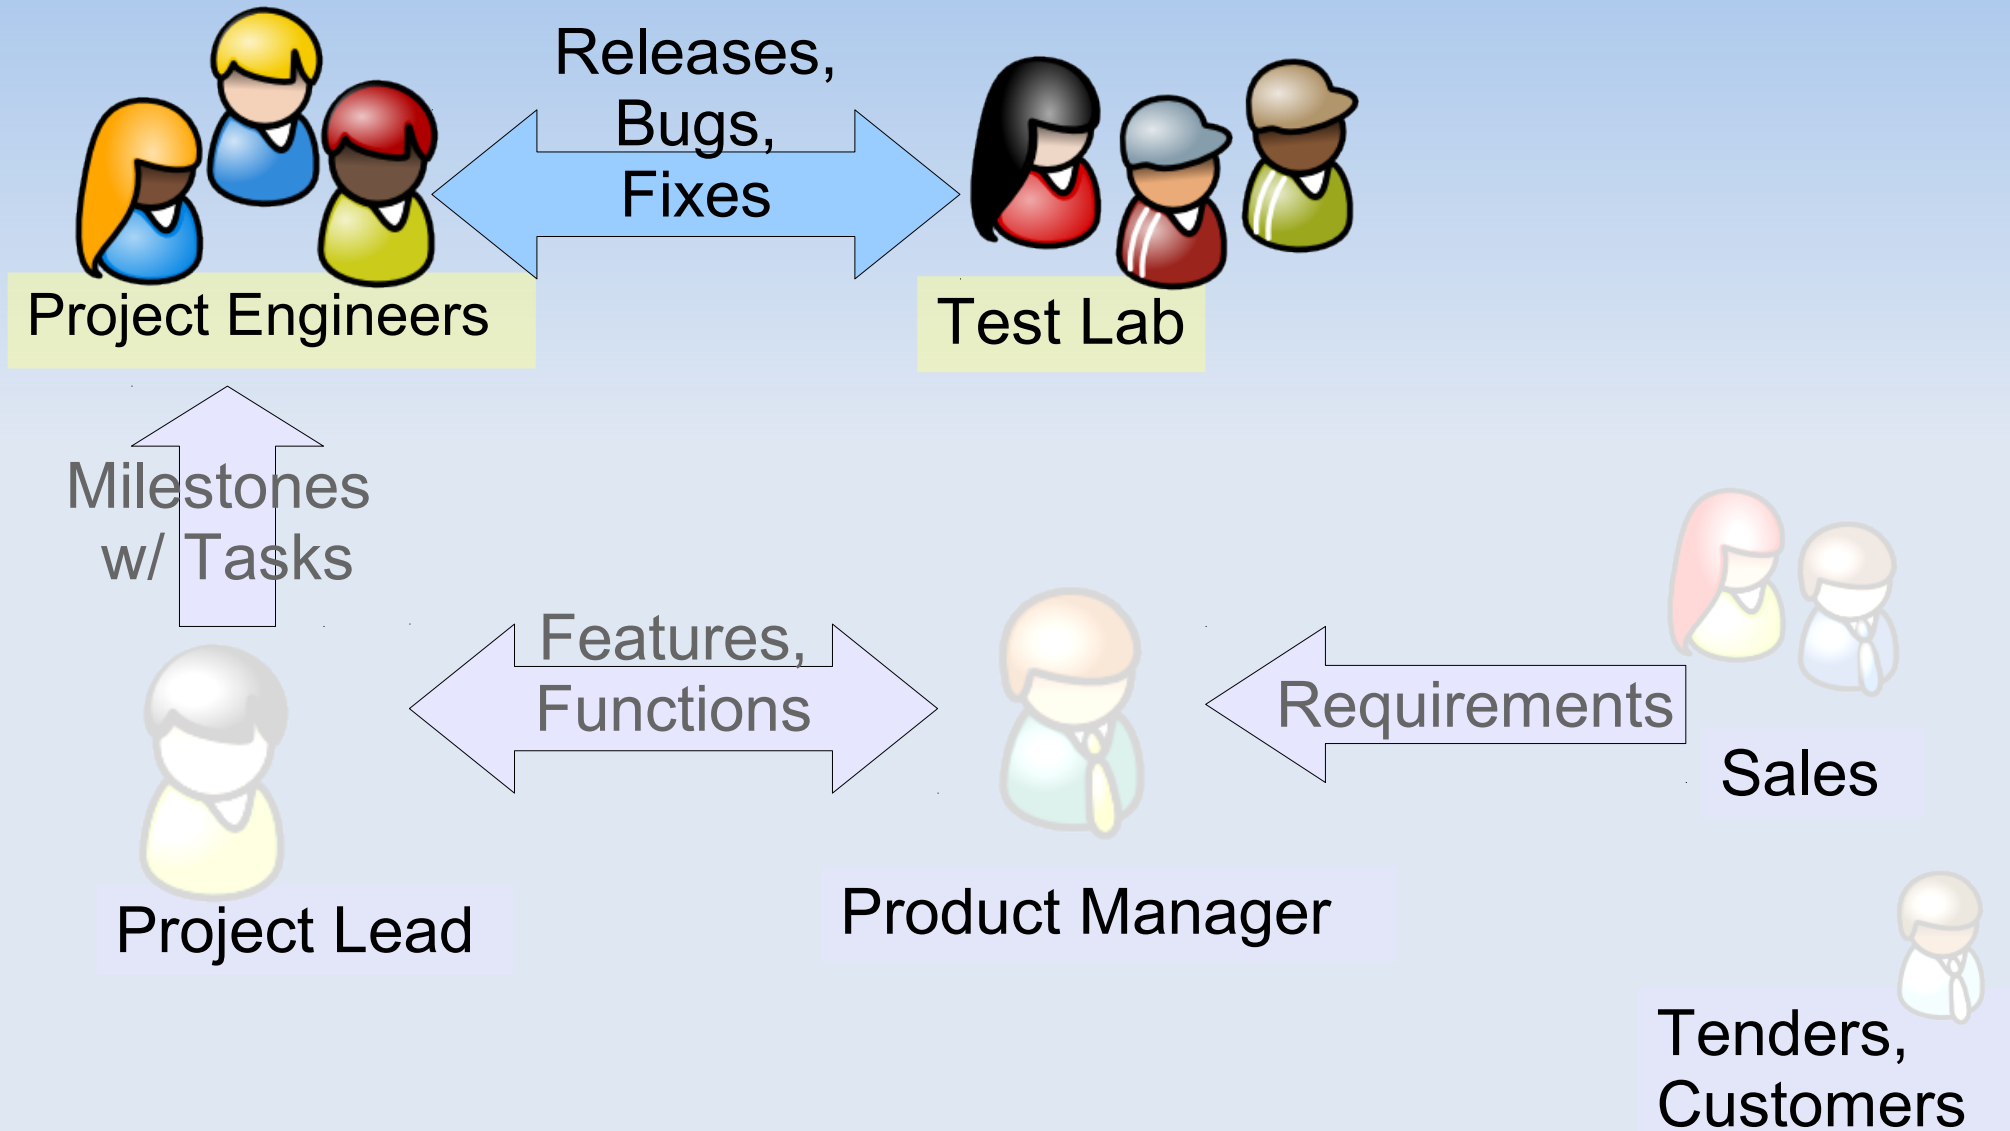 Releases,
Bugs,
Fixes
Project Engineers
Test Lab
Milestones
w/ Tasks
Features,
Functions
Requirements
Sales
Project Lead
Product Manager
Tenders,
Customers